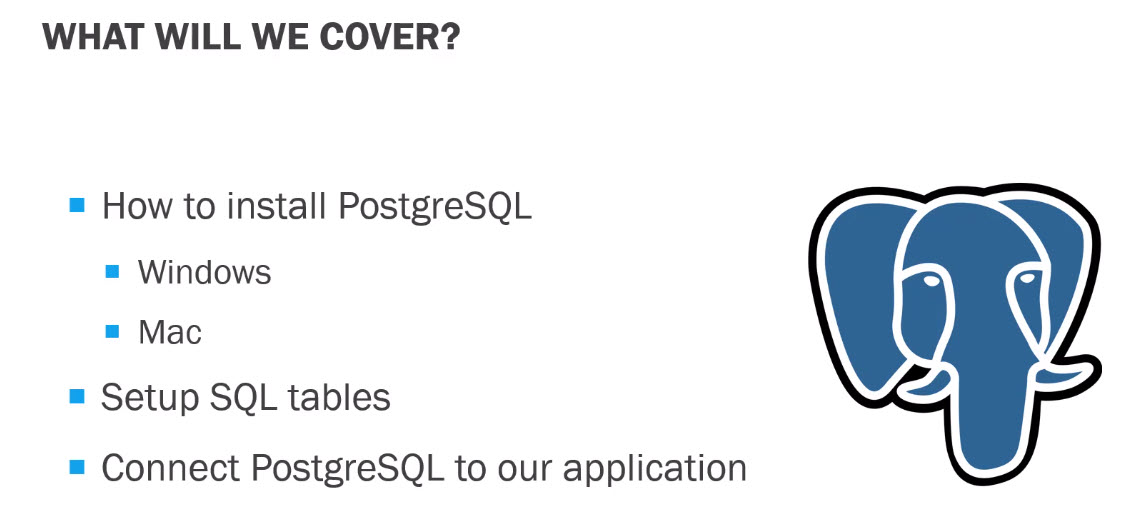 WHAT WILL WE COVER?
How to install PostgreSQL
Windows
Mac
Setup SQL tables
Connect PostgreSQL to our application